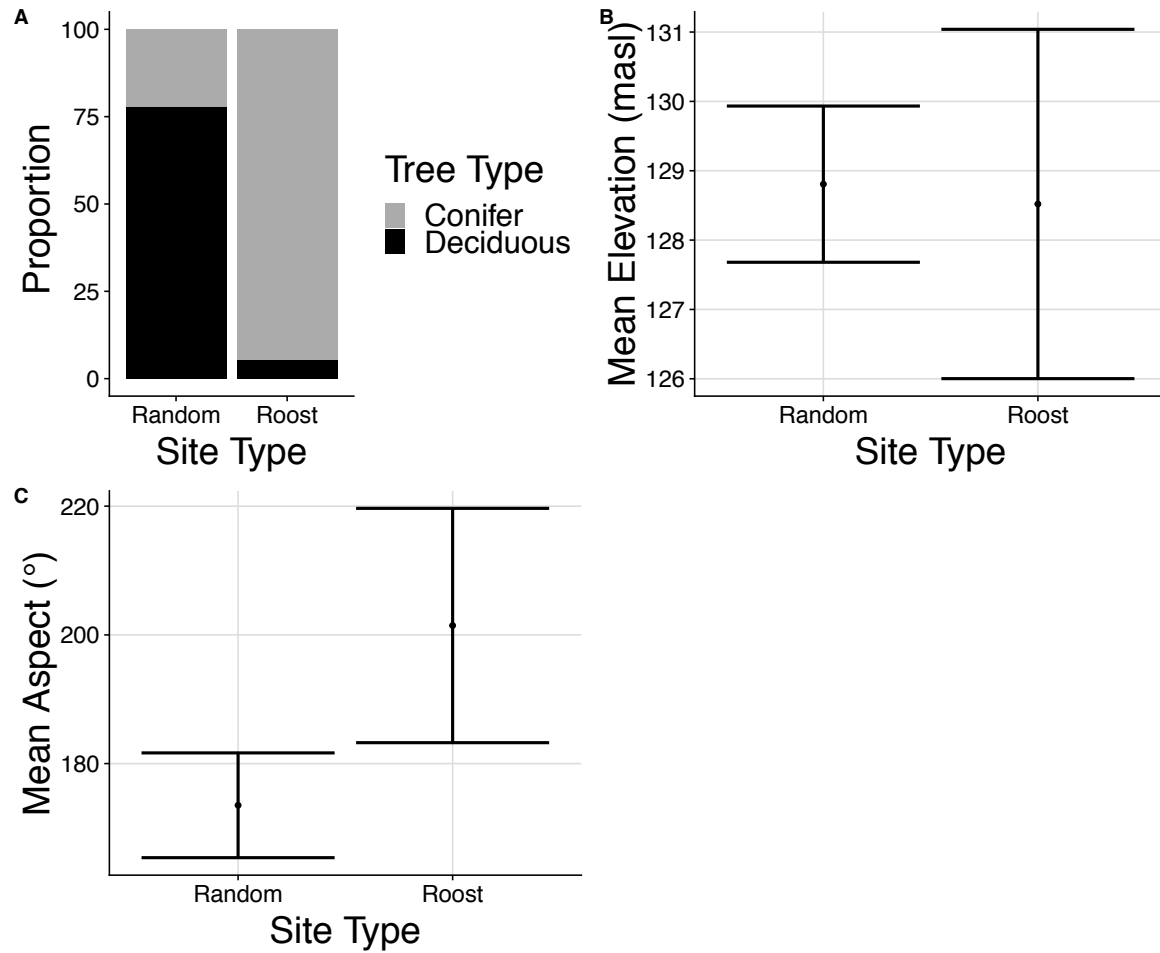 A
Proportion
100
75
50
25
0
Random Roost
Site Type
Tree Type
Conifer
Deciduous
B
Mean Elevation (masl)
131
130
129
128
127
126
Random Roost
Site Type
C
Mean Aspect (°)
220
200
180
Random Roost
Site Type